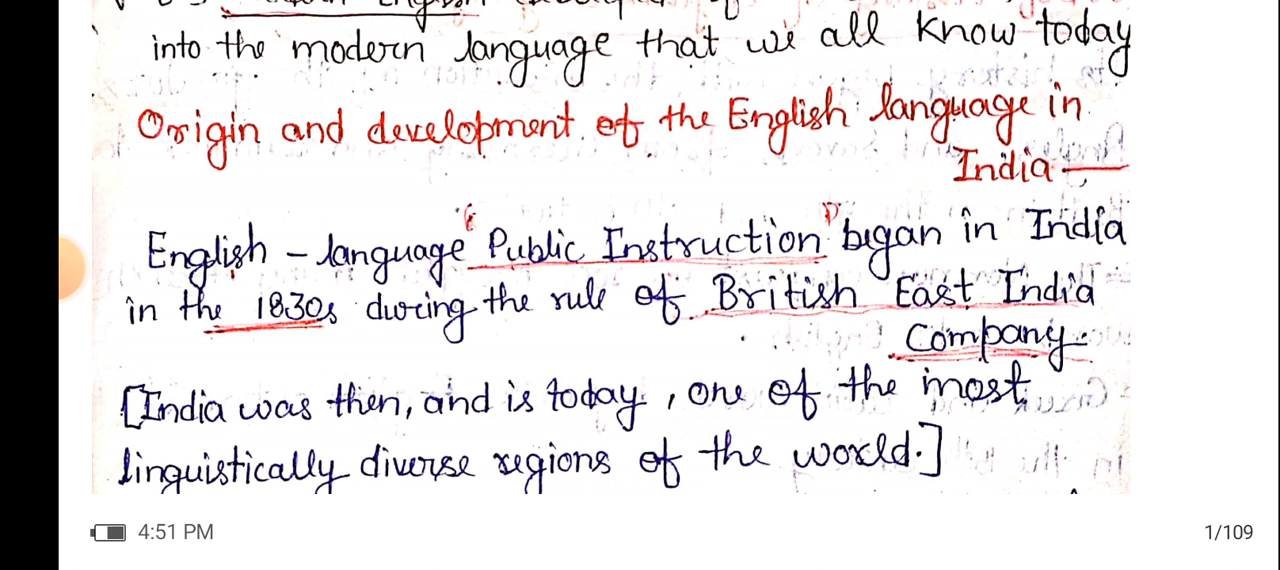 into the modern language that we all know today
Origin and development of the English language in
India —
English - language "Public Instruction" began in India
in the 1830s during the rule of British East India
Company.
[India was then, and is today, one of the most
linguistically diverse regions of the world.]
4:51 PM
1/109